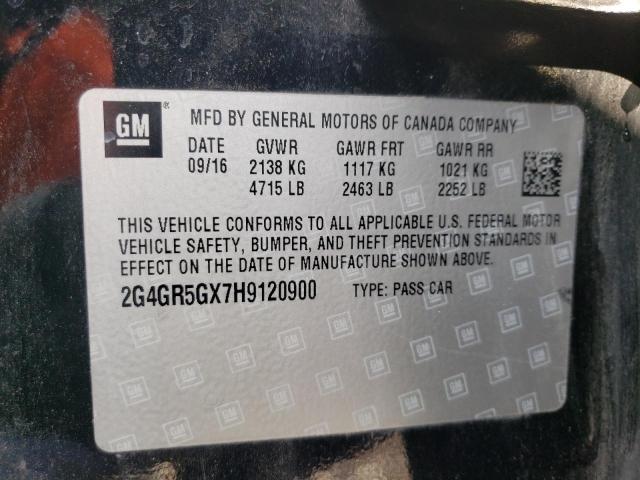 GM ® MFD BY GENERAL MOTORS OF CANADA COMPANY
DATE GVWR GAWR FRT GAWR RR
09/16 2138 KG 1117 KG 1021 KG
4715 LB 2463 LB 2252 LB
THIS VEHICLE CONFORMS TO ALL APPLICABLE U.S. FEDERAL MOTOR
VEHICLE SAFETY, BUMPER, AND THEFT PREVENTION STANDARDS IN
EFFECT ON THE DATE OF MANUFACTURE SHOWN ABOVE.
2G4GR5GX7H9120900 TYPE: PASS CAR